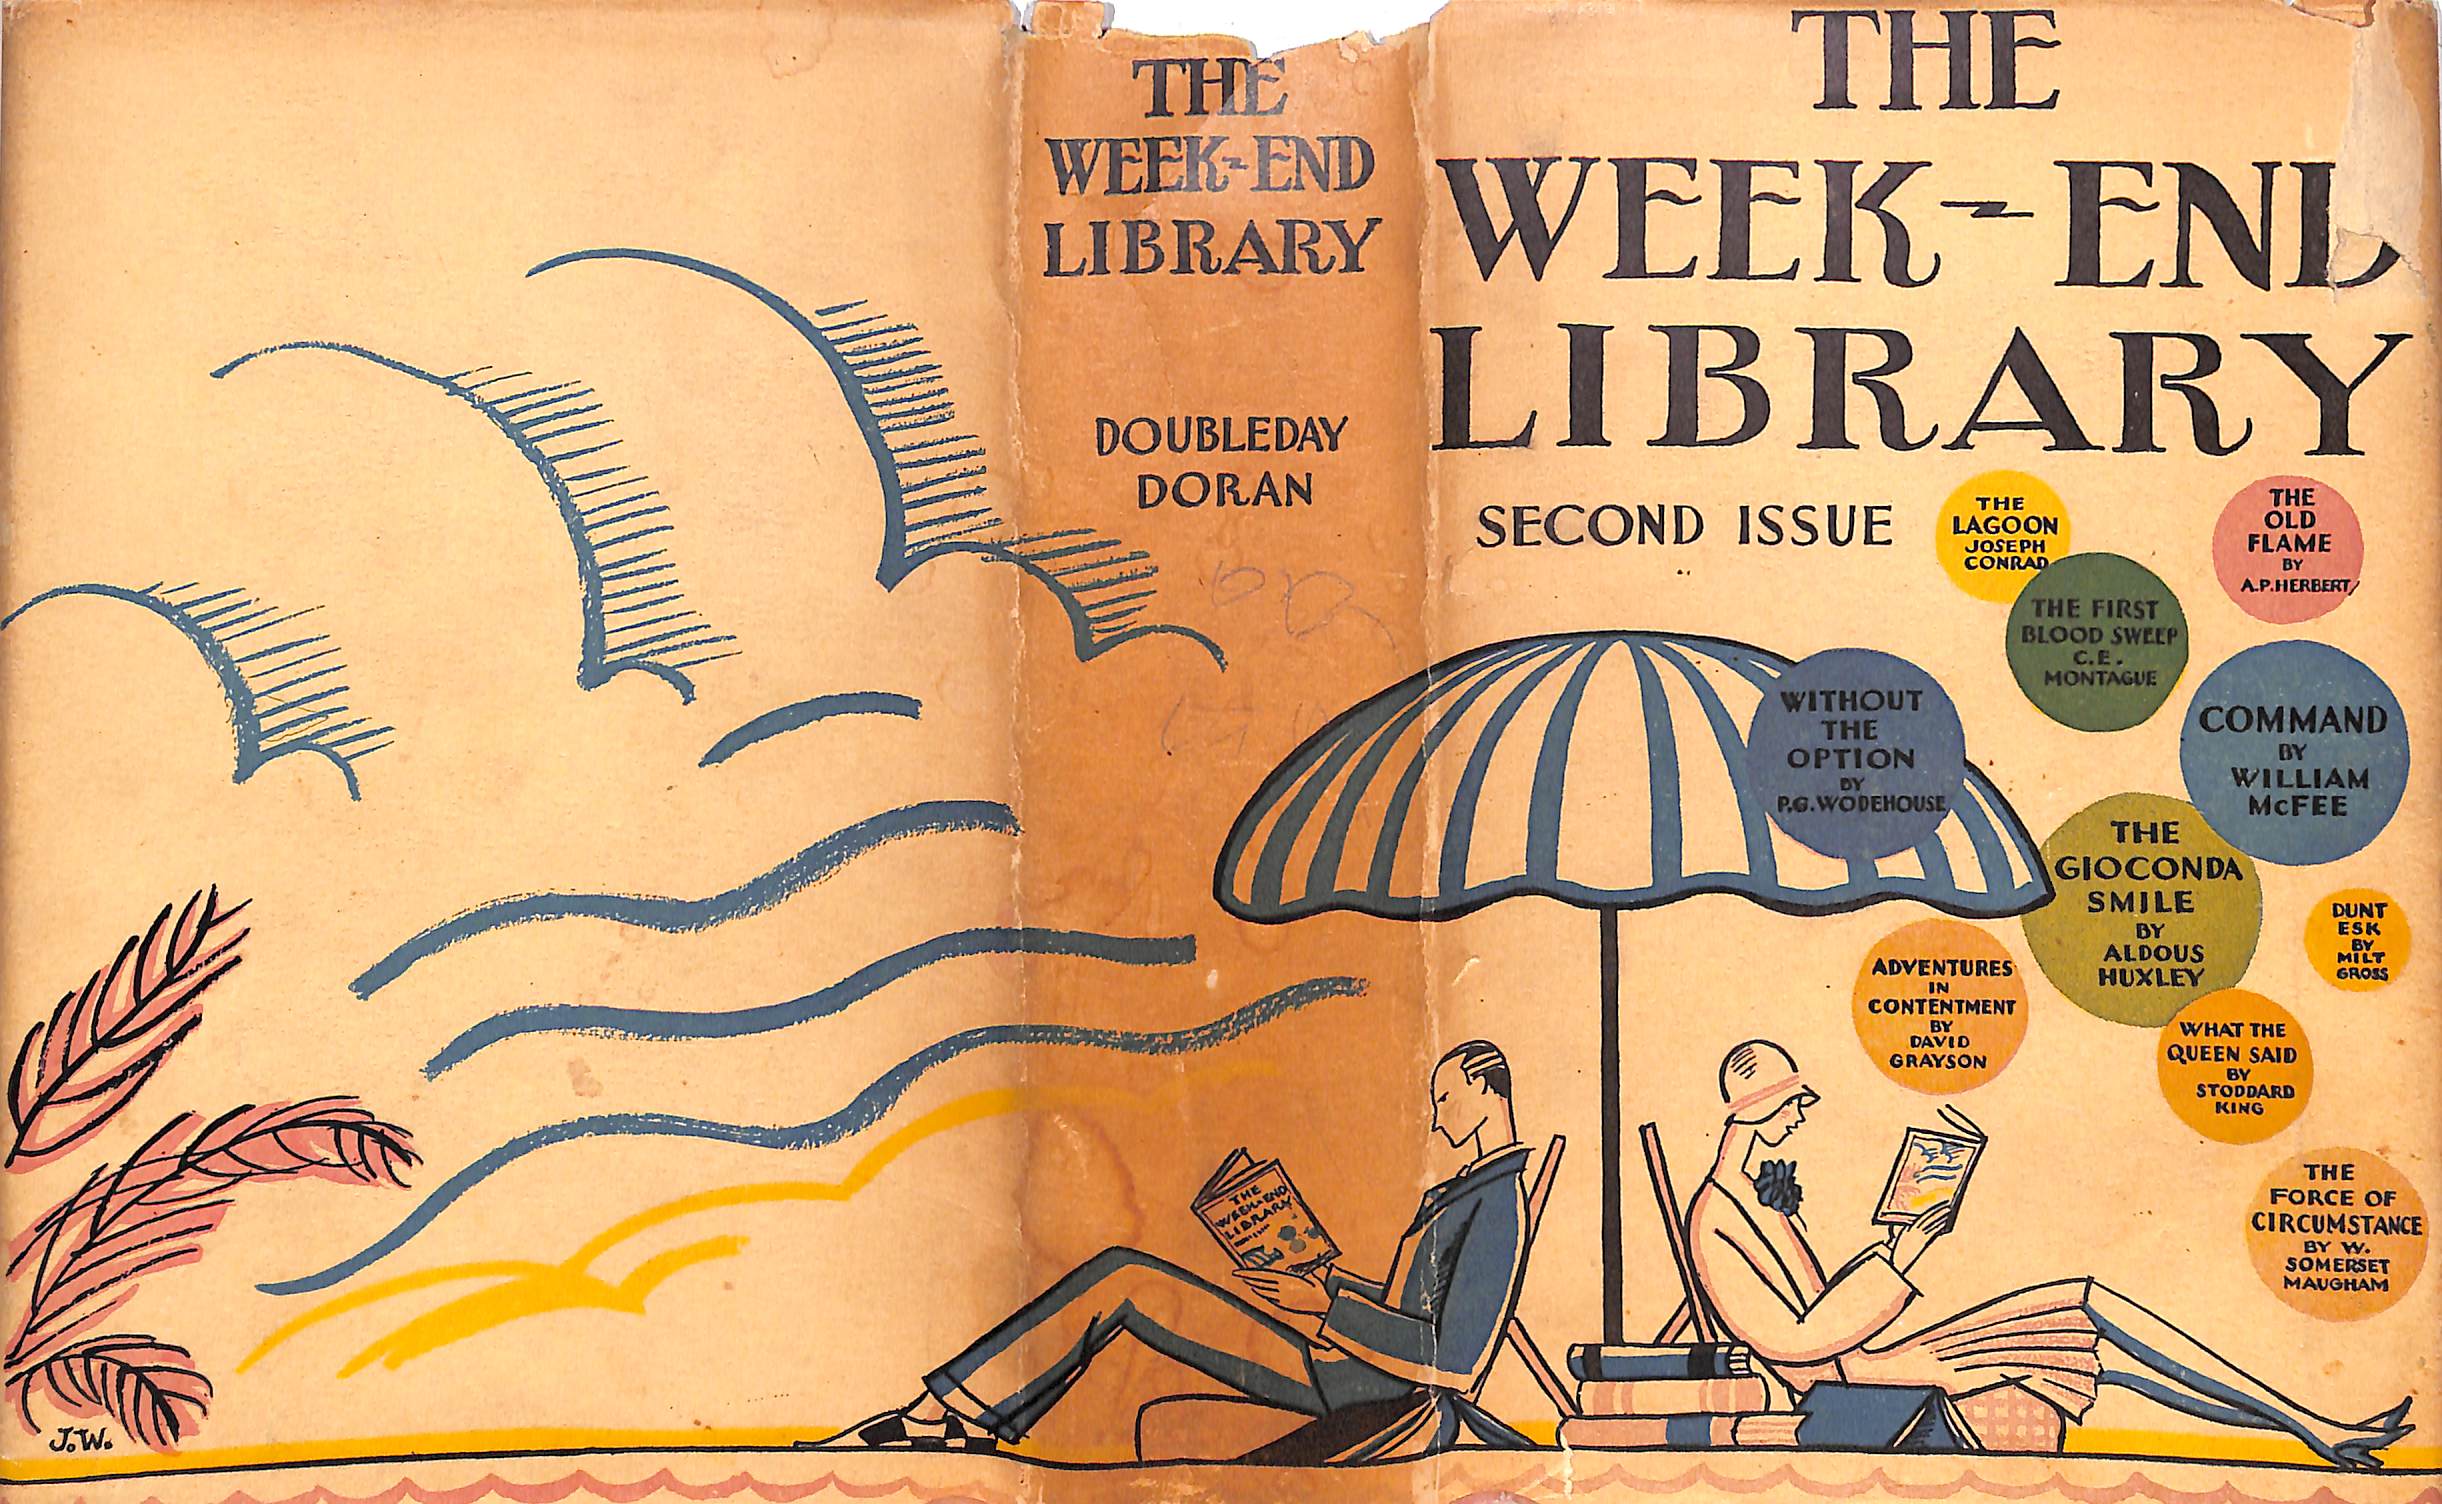 THE
WEEK-END
LIBRARY
DOUBLEDAY
DORAN
THE
WEEK-END
LIBRARY
SECOND ISSUE
THE
LAGOON
JOSEPH
CONRAD
THE
OLD
FLAME
BY
A.P. HERBERT
THE FIRST
BLOOD SWEEP
C.E.
MONTAGUE
WITHOUT
THE
OPTION
BY
P.G. WODEHOUSE
COMMAND
BY
WILLIAM
McFEE
THE
GIOCONDA
SMILE
BY
ALDOUS
HUXLEY
DUNT
ESK
BY
MILT
GROSS
ADVENTURES
IN
CONTENTMENT
BY
DAVID
GRAYSON
WHAT THE
QUEEN SAID
BY
STODDARD
KING
THE
FORCE OF
CIRCUMSTANCE
BY W.
SOMERSET
MAUGHAM
THE
WEEK-END
LIBRARY
J.W.